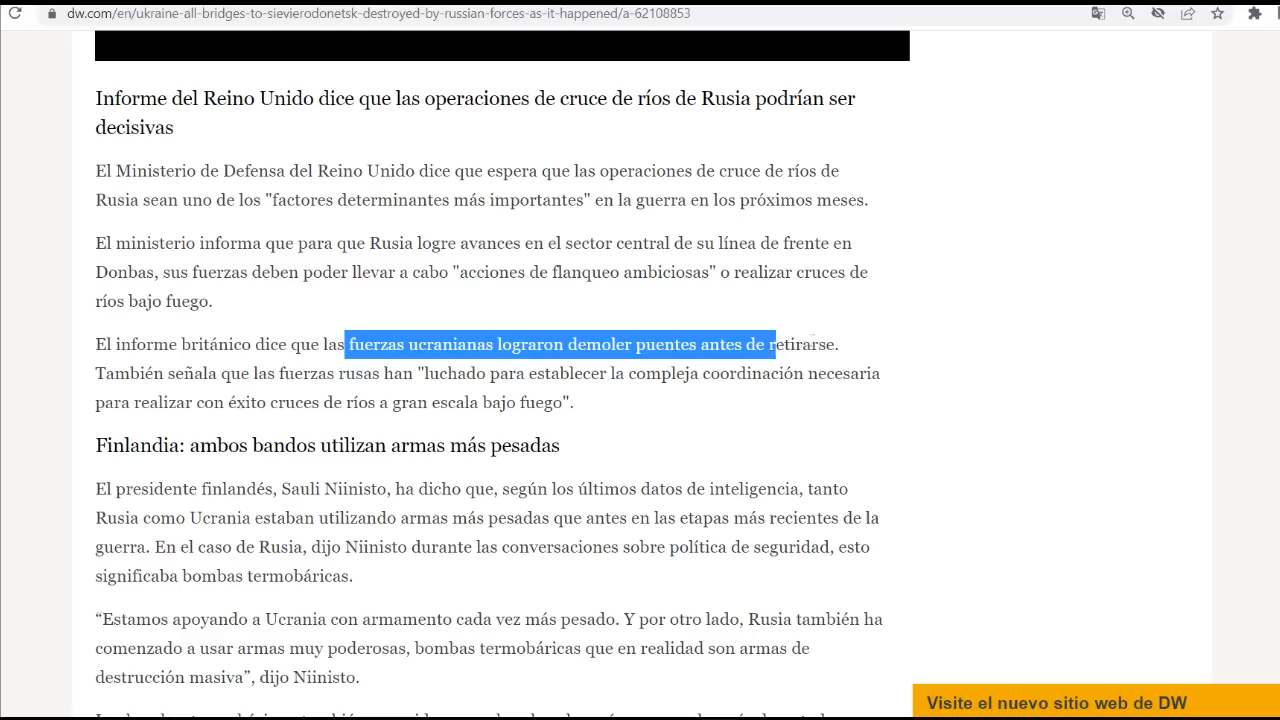 dw.com/en/ukraine-all-bridges-to-sievierodonetsk-destroyed-by-russian-forces-as-it-happened/a-62108853
Informe del Reino Unido dice que las operaciones de cruce de ríos de Rusia podrían ser
decisivas
El Ministerio de Defensa del Reino Unido dice que espera que las operaciones de cruce de ríos de
Rusia sean uno de los "factores determinantes más importantes" en la guerra en los próximos meses.
El ministerio informa que para que Rusia logre avances en el sector central de su línea de frente en
Donbas, sus fuerzas deben poder llevar a cabo "acciones de flanqueo ambiciosas" o realizar cruces de
ríos bajo fuego.
El informe británico dice que las fuerzas ucranianas lograron demoler puentes antes de retirarse.
También señala que las fuerzas rusas han "luchado para establecer la compleja coordinación necesaria
para realizar con éxito cruces de ríos a gran escala bajo fuego".
Finlandia: ambos bandos utilizan armas más pesadas
El presidente finlandés, Sauli Niinisto, ha dicho que, según los últimos datos de inteligencia, tanto
Rusia como Ucrania estaban utilizando armas más pesadas que antes en las etapas más recientes de la
guerra. En el caso de Rusia, dijo Niinisto durante las conversaciones sobre política de seguridad, esto
significaba bombas termobáricas.
“Estamos apoyando a Ucrania con armamento cada vez más pesado. Y por otro lado, Rusia también ha
comenzado a usar armas muy poderosas, bombas termobáricas que en realidad son armas de
destrucción masiva”, dijo Niinisto.
Visite el nuevo sitio web de DW